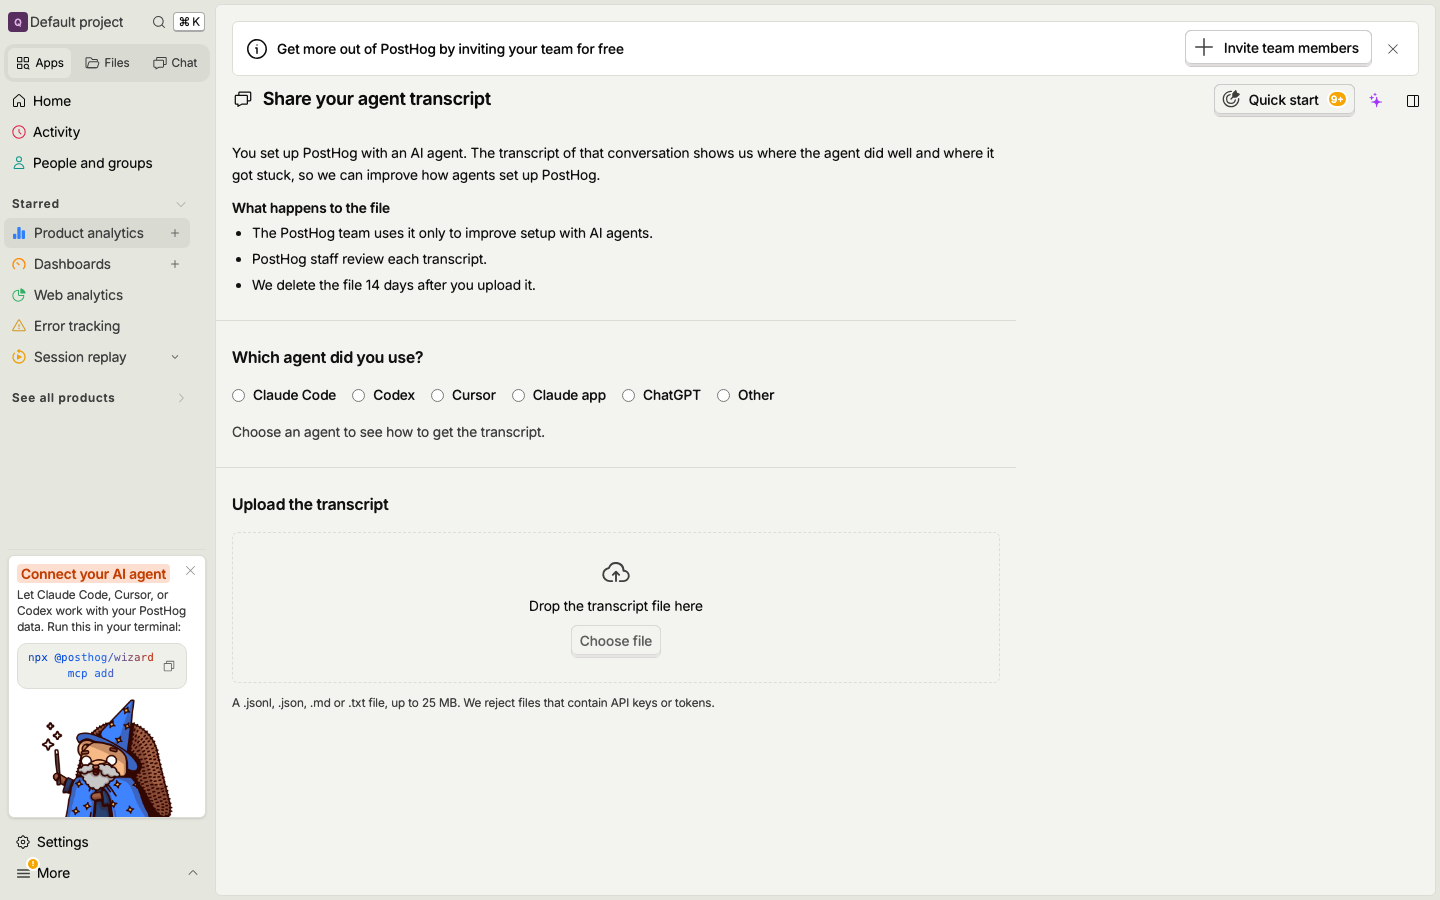 Q Default project
⌘ K
Apps
Files
Chat
Home
Activity
People and groups
Starred
Product analytics
Dashboards
Web analytics
Error tracking
Session replay
See all products
Connect your AI agent
Let Claude Code, Cursor, or
Codex work with your PostHog
data. Run this in your terminal:
npx @posthog/wizard
mcp add
Settings
!
More
Get more out of PostHog by inviting your team for free
Invite team members
Share your agent transcript
Quick start 9+
You set up PostHog with an AI agent. The transcript of that conversation shows us where the agent did well and where it
got stuck, so we can improve how agents set up PostHog.
What happens to the file
• The PostHog team uses it only to improve setup with AI agents.
• PostHog staff review each transcript.
• We delete the file 14 days after you upload it.
Which agent did you use?
Claude Code
Codex
Cursor
Claude app
ChatGPT
Other
Choose an agent to see how to get the transcript.
Upload the transcript
Drop the transcript file here
Choose file
A .jsonl, .json, .md or .txt file, up to 25 MB. We reject files that contain API keys or tokens.